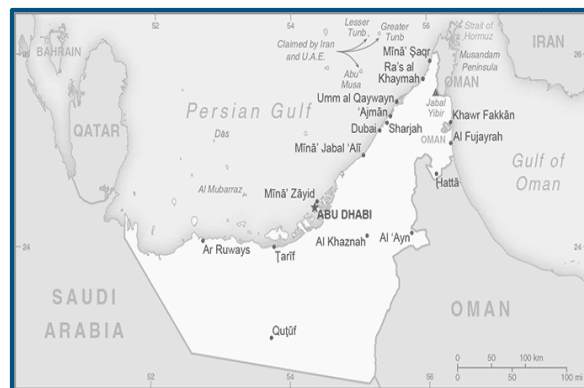 52
54
56
Lesser
Tunb
Greater
Tunb
Strait of
Hormuz
BAHRAIN
Claimed by Iran
and U.A.E.
Mīnā' Şaqr
IRAN
Abu
Musa
Ra's al
Khaymah
Musandam
Peninsula
OMAN
Umm al Qaywayn
Jabal
Yibir
Persian Gulf
'Ajmān
Khawr Fakkān
QATAR
Dās
Dubai
Sharjah
OMAN
Al Fujayrah
Mīnā' Jabal 'Alī
Gulf of
Oman
Al Mubarraz
Mīnā' Zāyid
Ḩattā
ABU DHABI
24
Ar Ruways
Ţarīf
Al Khaznah
Al 'Ayn
24
SAUDI
ARABIA
OMAN
Quţūf
0 50 100 km
0 50 100 mi
52
54
56